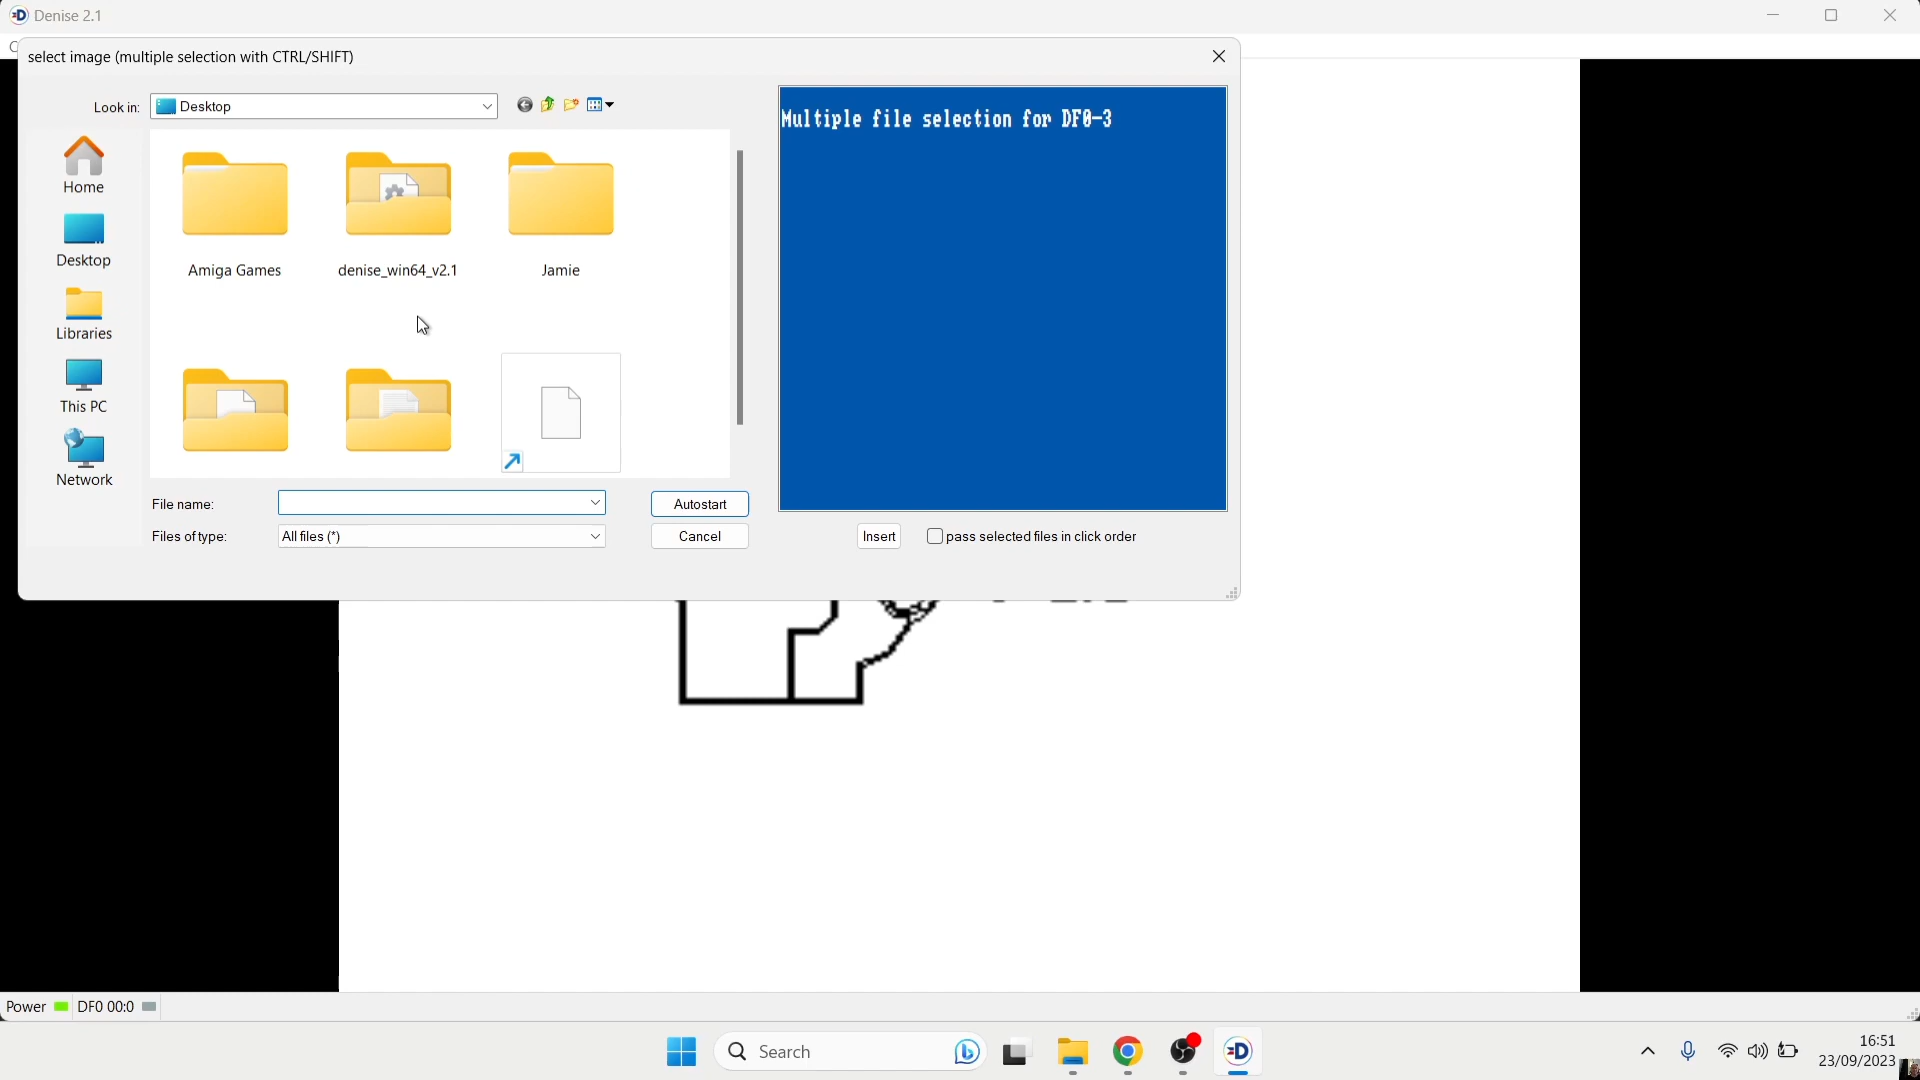 Denise 2.1
select image (multiple selection with CTRL/SHIFT)
Look in:
Desktop
Home
Desktop
Libraries
This PC
Network
Amiga Games
denise_win64_v2.1
Jamie
Multiple file selection for DF0-3
File name:
Autostart
Files of type:
All files (*)
Cancel
Insert
pass selected files in click order
Power
DF0 00:0
Search
16:51
23/09/2023